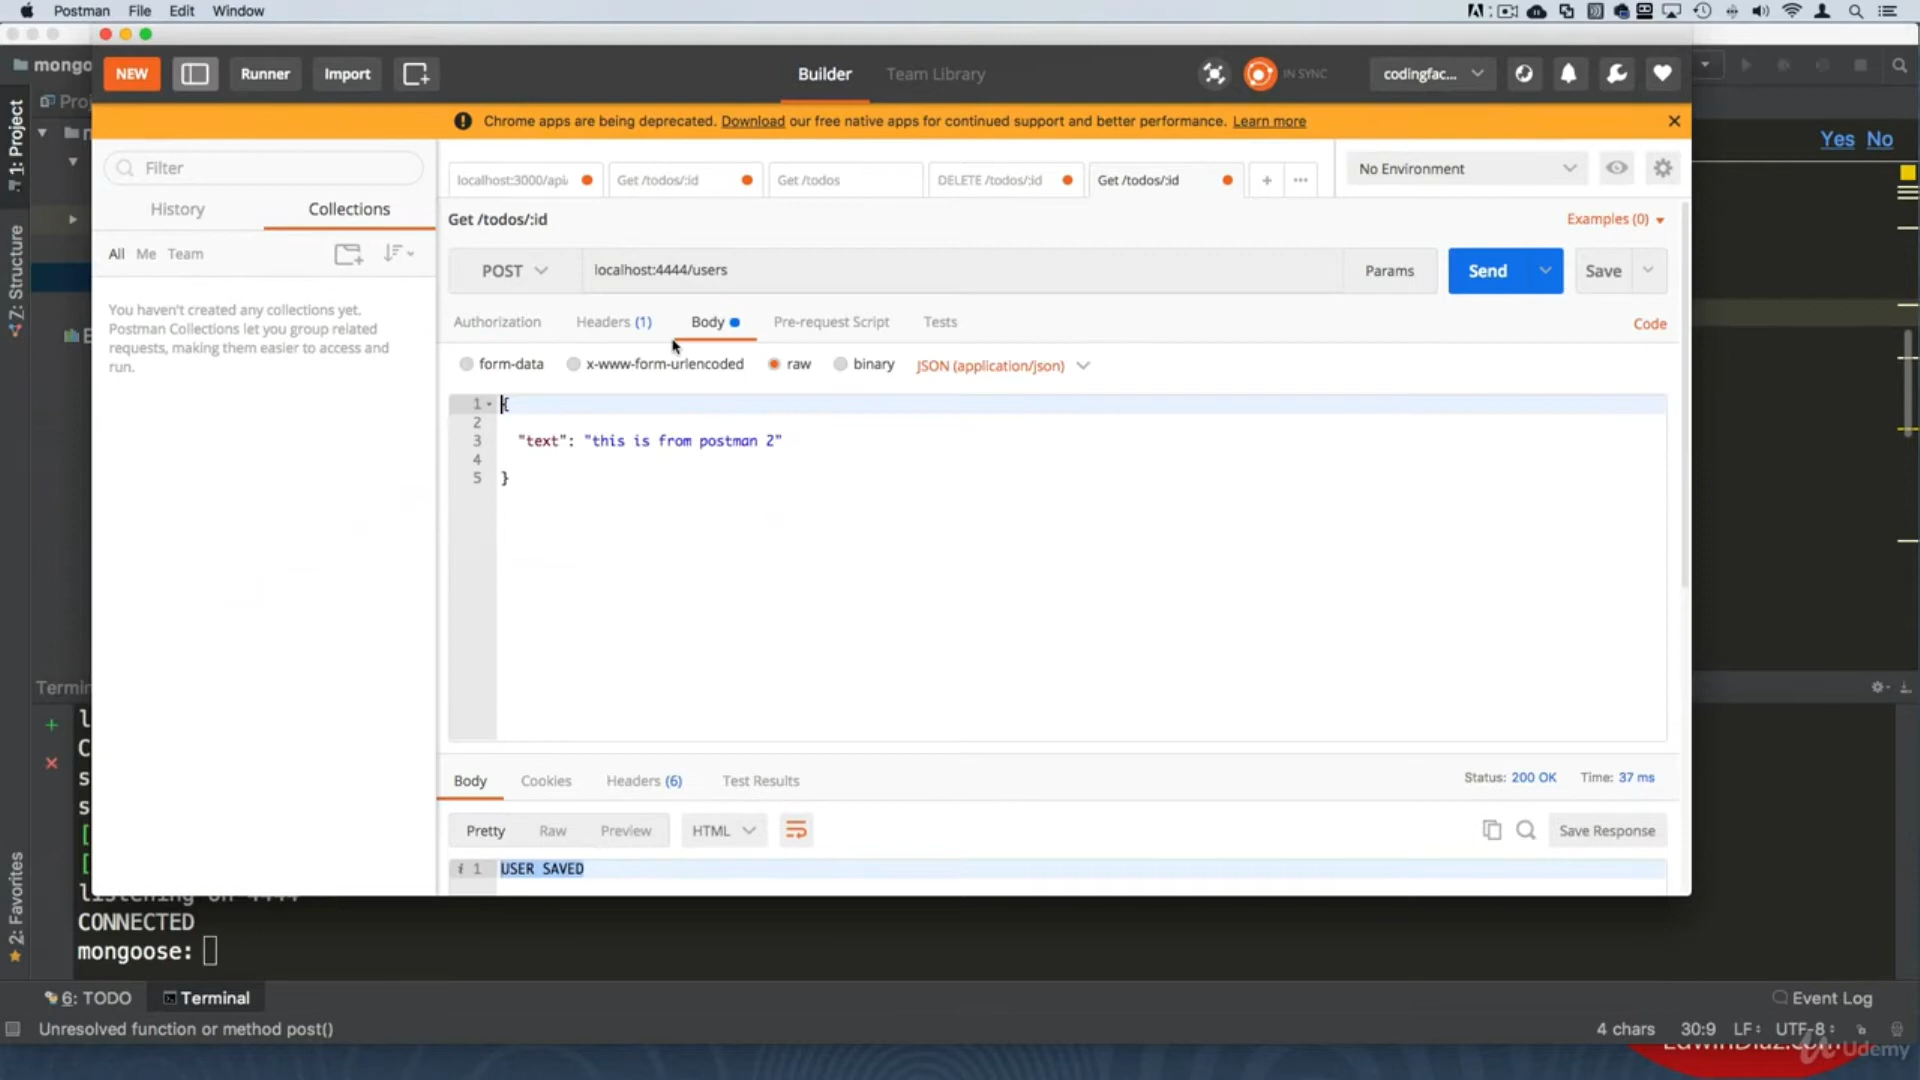 Postman File Edit Window
mongo
NEW Runner Import Builder Team Library IN SYNC codingfac...
Chrome apps are being deprecated. Download our free native apps for continued support and better performance. Learn more
Yes No
1: Project
Z: Structure
2: Favorites
Filter
History Collections
All Me Team
You haven't created any collections yet.
Postman Collections let you group related
requests, making them easier to access and
run.
localhost:3000/api/ Get /todos/:id Get /todos DELETE /todos/:id Get /todos/:id + ···
No Environment
Get /todos/:id
Examples (0)
POST localhost:4444/users Params Send Save
Authorization Headers (1) Body Pre-request Script Tests Code
form-data x-www-form-urlencoded raw binary JSON (application/json)
1 {
2
3 "text": "this is from postman 2"
4
5 }
Body Cookies Headers (6) Test Results Status: 200 OK Time: 37 ms
Pretty Raw Preview HTML Save Response
i 1 USER SAVED
listening on 4444
CONNECTED
mongoose:
6: TODO Terminal Event Log
Unresolved function or method post() 4 chars 30:9 LF: UTF-8:
EdwinDiaz.com
Udemy